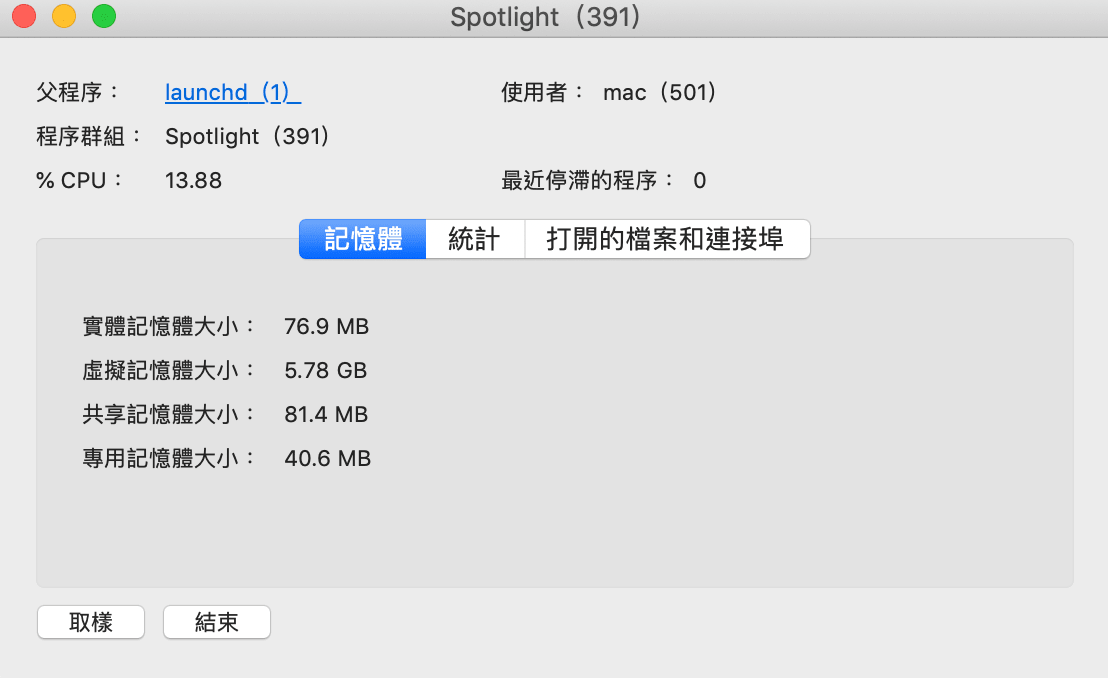 Spotlight（391）
父程序： launchd（1） 使用者： mac（501）
程序群組： Spotlight（391）
% CPU： 13.88 最近停滯的程序： 0
記憶體 統計 打開的檔案和連接埠
實體記憶體大小： 76.9 MB
虛擬記憶體大小： 5.78 GB
共享記憶體大小： 81.4 MB
專用記憶體大小： 40.6 MB
取樣 結束